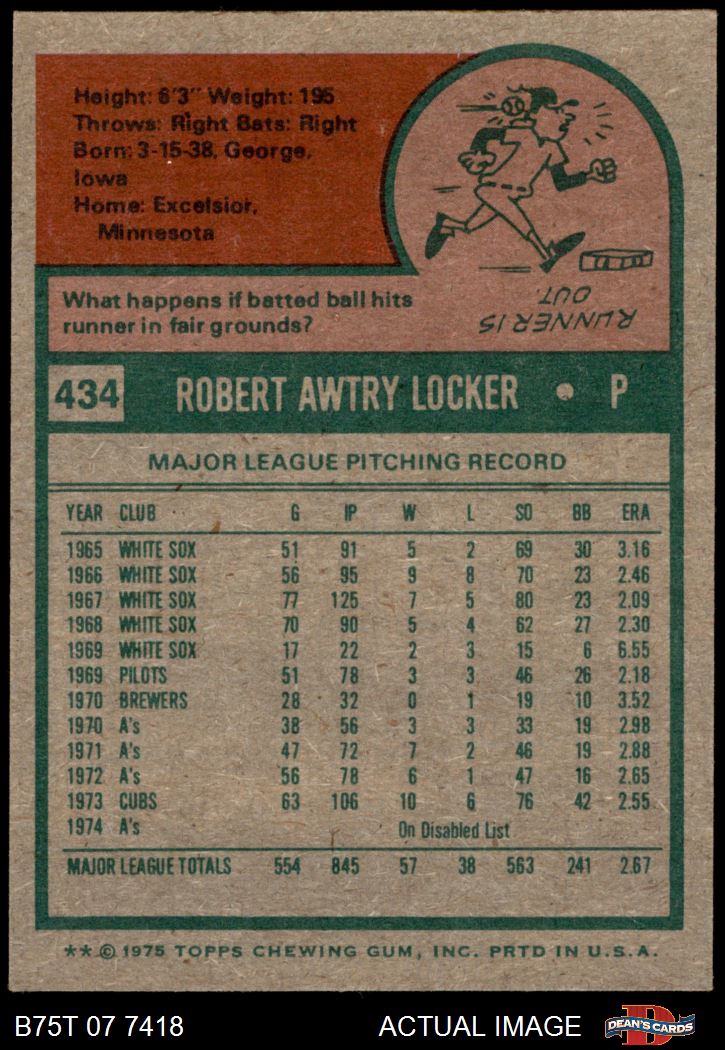 Height: 6'3" Weight: 195
Throws: Right Bats: Right
Born: 3-15-38, George,
Iowa
Home: Excelsior,
Minnesota
What happens if batted ball hits
runner in fair grounds?
RUNNER IS
OUT.
434 ROBERT AWTRY LOCKER • P
MAJOR LEAGUE PITCHING RECORD
YEAR CLUB G IP W L SO BB ERA
1965 WHITE SOX 51 91 5 2 69 30 3.16
1966 WHITE SOX 56 95 9 8 70 23 2.46
1967 WHITE SOX 77 125 7 5 80 23 2.09
1968 WHITE SOX 70 90 5 4 62 27 2.30
1969 WHITE SOX 17 22 2 3 15 6 6.55
1969 PILOTS 51 78 3 3 46 26 2.18
1970 BREWERS 28 32 0 1 19 10 3.52
1970 A's 38 56 3 3 33 19 2.98
1971 A's 47 72 7 2 46 19 2.88
1972 A's 56 78 6 1 47 16 2.65
1973 CUBS 63 106 10 6 76 42 2.55
1974 A's On Disabled List
MAJOR LEAGUE TOTALS 554 845 57 38 563 241 2.67
** © 1975 TOPPS CHEWING GUM, INC. PRTD IN U.S.A.
B75T 07 7418 ACTUAL IMAGE DEAN'S CARDS